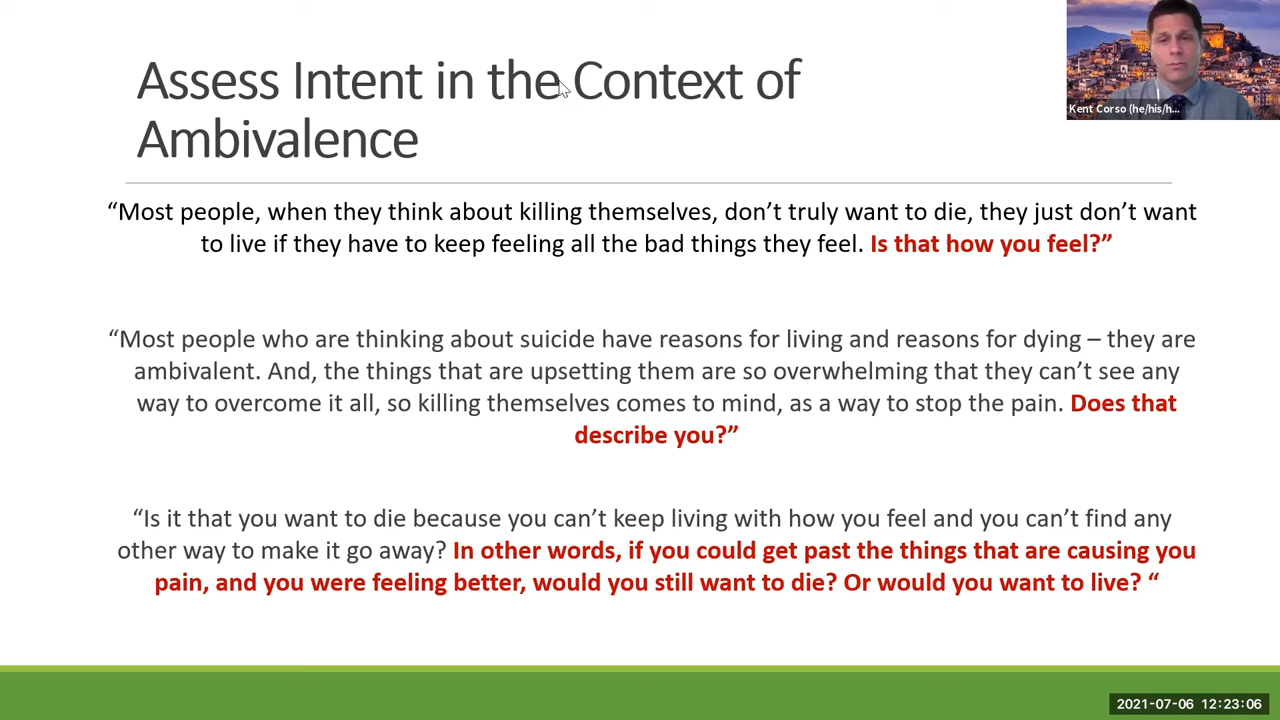 Assess Intent in the Context of
Ambivalence
Kent Corso (he/his/h...
“Most people, when they think about killing themselves, don’t truly want to die, they just don’t want
to live if they have to keep feeling all the bad things they feel. Is that how you feel?”
“Most people who are thinking about suicide have reasons for living and reasons for dying – they are
ambivalent. And, the things that are upsetting them are so overwhelming that they can’t see any
way to overcome it all, so killing themselves comes to mind, as a way to stop the pain. Does that
describe you?”
“Is it that you want to die because you can’t keep living with how you feel and you can’t find any
other way to make it go away? In other words, if you could get past the things that are causing you
pain, and you were feeling better, would you still want to die? Or would you want to live? “
2021-07-06 12:23:06